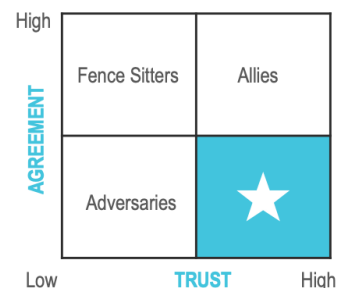 High
Fence Sitters
Allies
AGREEMENT
Adversaries
Low
TRUST
High